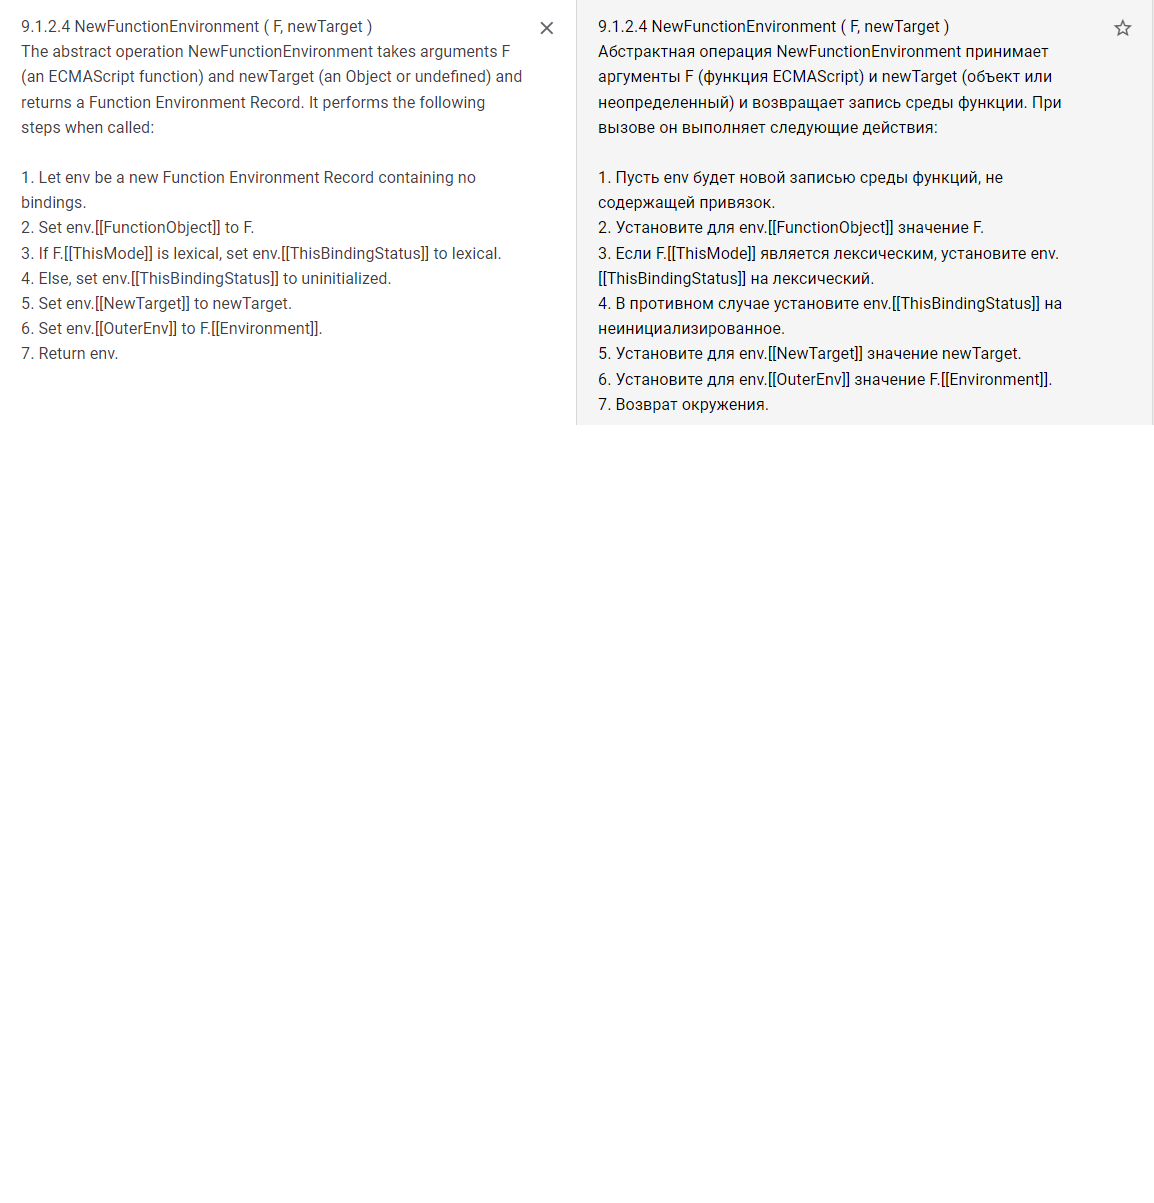 9.1.2.4 NewFunctionEnvironment ( F, newTarget )
The abstract operation NewFunctionEnvironment takes arguments F
(an ECMAScript function) and newTarget (an Object or undefined) and
returns a Function Environment Record. It performs the following
steps when called:
1. Let env be a new Function Environment Record containing no
bindings.
2. Set env.[[FunctionObject]] to F.
3. If F.[[ThisMode]] is lexical, set env.[[ThisBindingStatus]] to lexical.
4. Else, set env.[[ThisBindingStatus]] to uninitialized.
5. Set env.[[NewTarget]] to newTarget.
6. Set env.[[OuterEnv]] to F.[[Environment]].
7. Return env.
9.1.2.4 NewFunctionEnvironment ( F, newTarget )
Абстрактная операция NewFunctionEnvironment принимает
аргументы F (функция ECMAScript) и newTarget (объект или
неопределенный) и возвращает запись среды функции. При
вызове он выполняет следующие действия:
1. Пусть env будет новой записью среды функций, не
содержащей привязок.
2. Установите для env.[[FunctionObject]] значение F.
3. Если F.[[ThisMode]] является лексическим, установите env.
[[ThisBindingStatus]] на лексический.
4. В противном случае установите env.[[ThisBindingStatus]] на
неинициализированное.
5. Установите для env.[[NewTarget]] значение newTarget.
6. Установите для env.[[OuterEnv]] значение F.[[Environment]].
7. Возврат окружения.